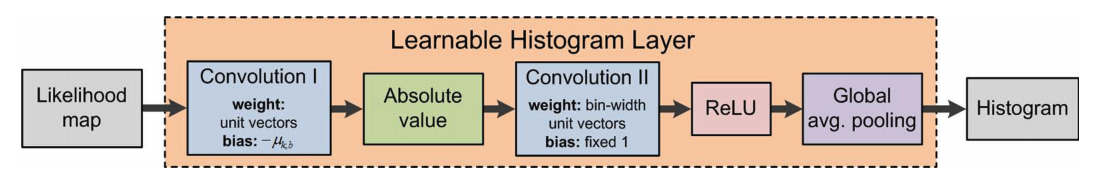 Learnable Histogram Layer
Likelihood
map
Convolution I
weight:
unit vectors
bias: -μk,b
Absolute
value
Convolution II
weight: bin-width
unit vectors
bias: fixed 1
ReLU
Global
avg. pooling
Histogram